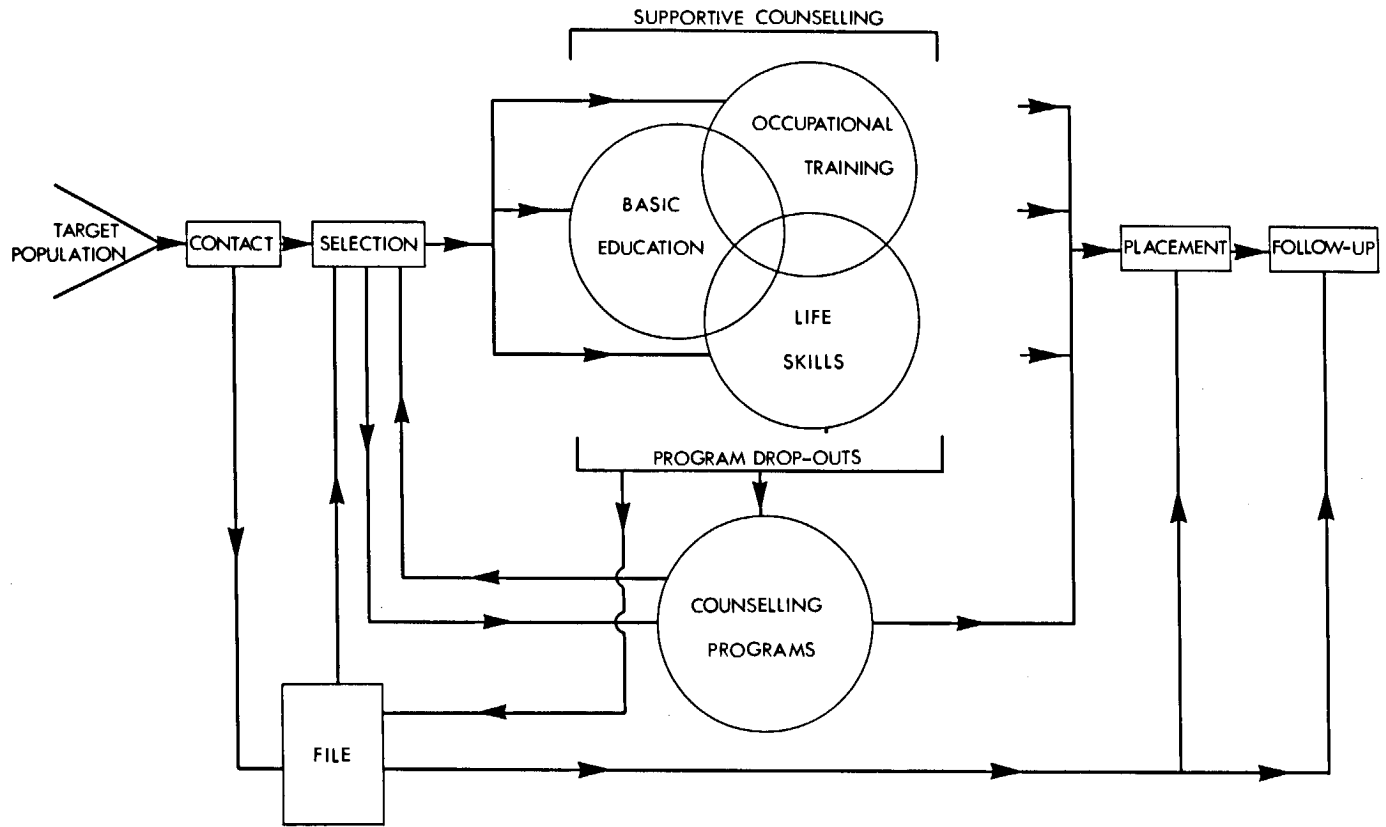 SUPPORTIVE COUNSELLING
OCCUPATIONAL
TRAINING
BASIC
EDUCATION
TARGET
POPULATION
CONTACT
SELECTION
PLACEMENT
FOLLOW-UP
LIFE
SKILLS
PROGRAM DROP-OUTS
COUNSELLING
PROGRAMS
FILE